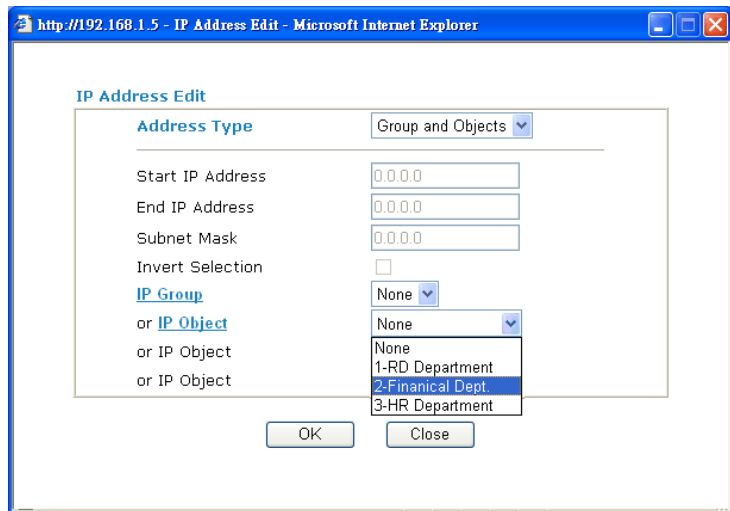 http://192.168.1.5 - IP Address Edit - Microsoft Internet Explorer
IP Address Edit
Address Type Group and Objects
Start IP Address 0.0.0.0
End IP Address 0.0.0.0
Subnet Mask 0.0.0.0
Invert Selection
IP Group None
or IP Object None
or IP Object None
1-RD Department
or IP Object 2-Finanical Dept.
3-HR Department
OK Close